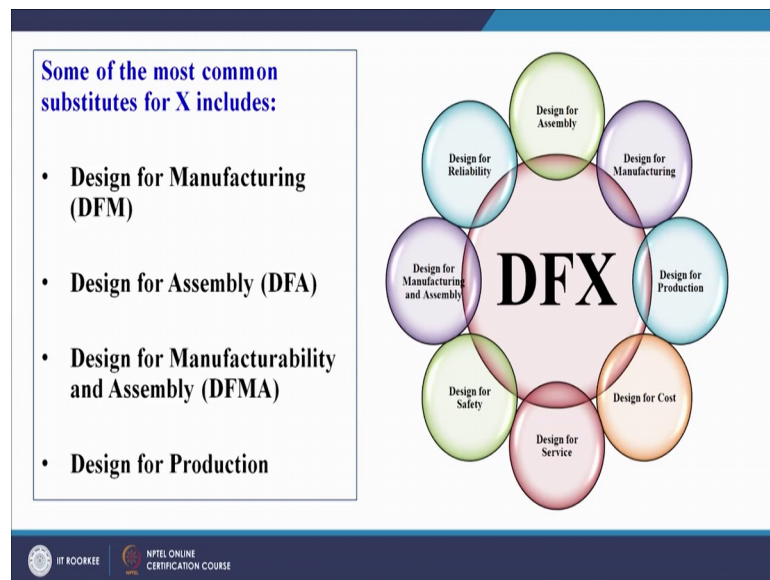 Some of the most common
substitutes for X includes:
• Design for Manufacturing
(DFM)
• Design for Assembly (DFA)
• Design for Manufacturability
and Assembly (DFMA)
• Design for Production
Design for
Assembly
Design for
Manufacturing
Design for
Production
Design for Cost
Design for
Service
Design for
Safety
Design for
Manufacturing
and Assembly
Design for
Reliability
DFX
IIT ROORKEE
NPTEL
NPTEL ONLINE
CERTIFICATION COURSE